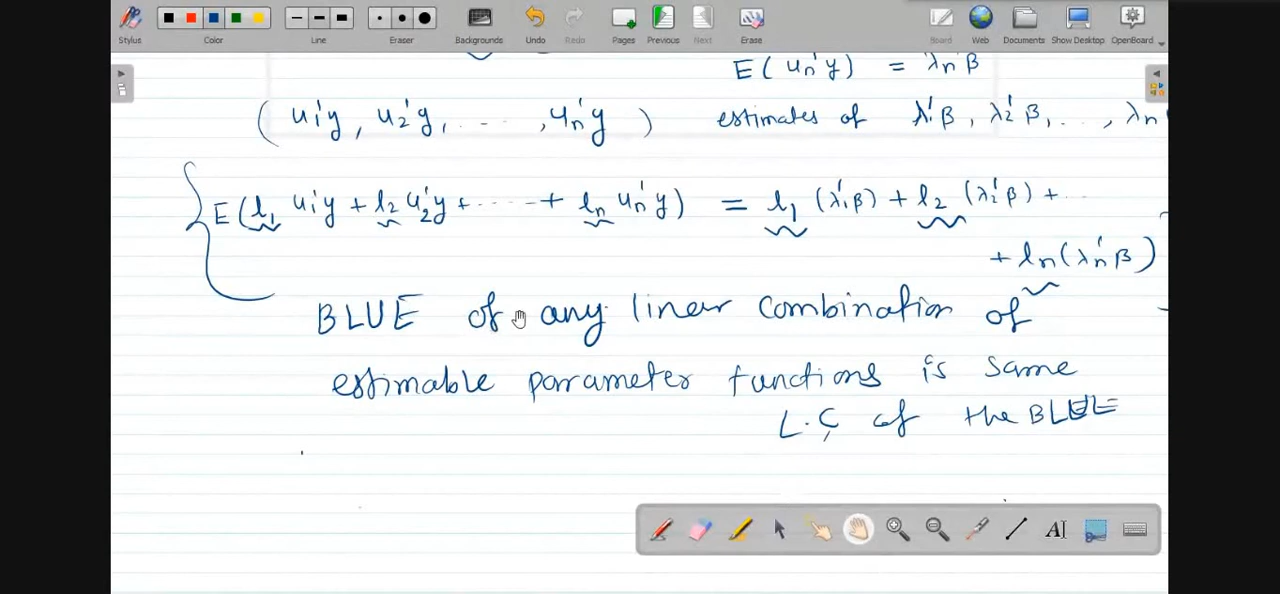 Stylus Color Line Eraser Backgrounds Undo Redo Pages Previous Next Erase Board Web Documents Show Desktop OpenBoard
E(un'y) = λn'β
(u1'y, u2'y, ....., un'y) estimates of λ1'β, λ2'β, ..., λn
E(l1 u1'y + l2 u2'y + ..... + ln un'y) = l1 (λ1'β) + l2 (λ2'β) + ..
+ ln(λn'β)
BLUE of any linear combination of
estimable parameter functions is same
L.C of the BLUE
AI